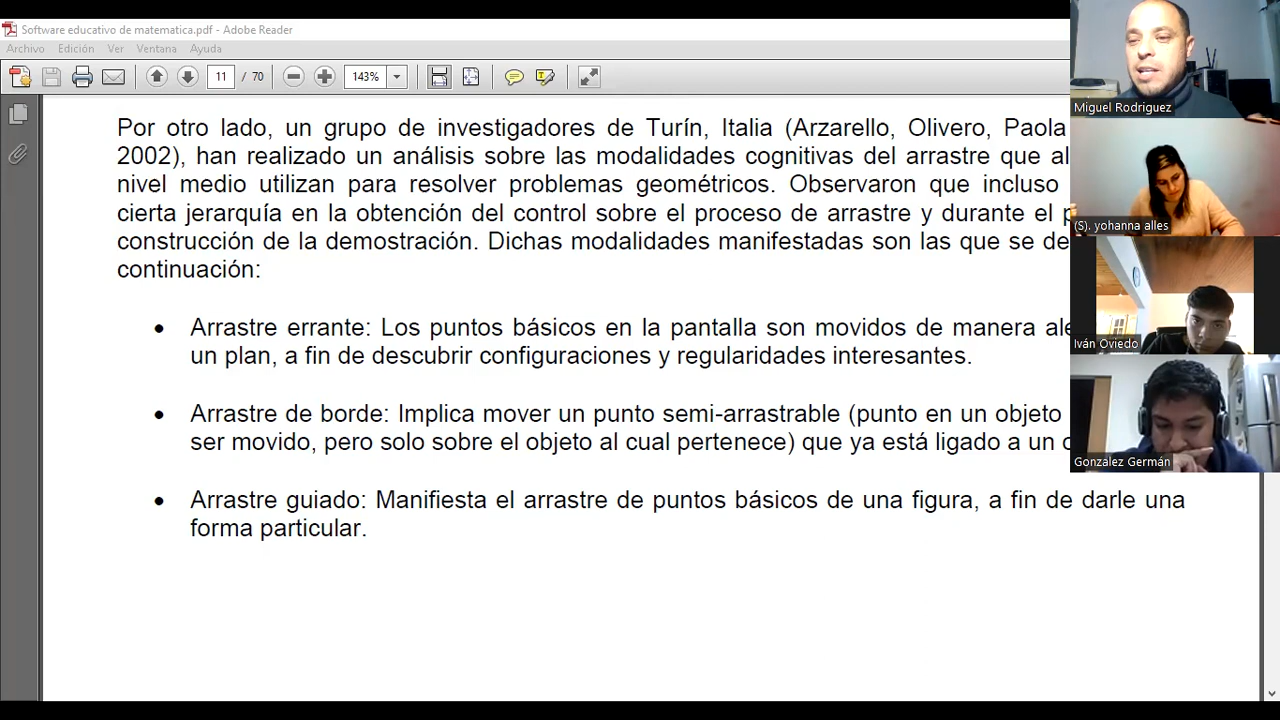 Software educativo de matematica.pdf - Adobe Reader
Archivo Edición Ver Ventana Ayuda
11 / 70 143%
Por otro lado, un grupo de investigadores de Turín, Italia (Arzarello, Olivero, Paola
2002), han realizado un análisis sobre las modalidades cognitivas del arrastre que al
nivel medio utilizan para resolver problemas geométricos. Observaron que incluso
cierta jerarquía en la obtención del control sobre el proceso de arrastre y durante el p
construcción de la demostración. Dichas modalidades manifestadas son las que se de
continuación:
• Arrastre errante: Los puntos básicos en la pantalla son movidos de manera ale
un plan, a fin de descubrir configuraciones y regularidades interesantes.
• Arrastre de borde: Implica mover un punto semi-arrastrable (punto en un objeto
ser movido, pero solo sobre el objeto al cual pertenece) que ya está ligado a un
• Arrastre guiado: Manifiesta el arrastre de puntos básicos de una figura, a fin de darle una
forma particular.
Miguel Rodriguez
(S). yohanna alles
Iván Oviedo
González Germán